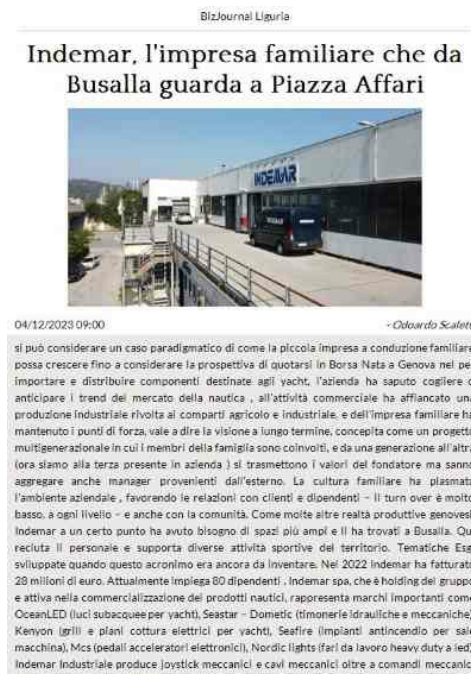 BizJournal Liguria
Indemar, l'impresa familiare che da
Busalla guarda a Piazza Affari
INDEMAR
04/12/2023 09:00
- Odoardo Scalett
si può considerare un caso paradigmatico di come la piccola impresa a conduzione familiare
possa crescere fino a considerare la prospettiva di quotarsi in Borsa Nata a Genova nel pe
importare e distribuire componenti destinate agli yacht, l'azienda ha saputo cogliere o
anticipare i trend del mercato della nautica , all'attività commerciale ha affiancato una
produzione industriale rivolta ai comparti agricolo e industriale, e dell'impresa familiare ha
mantenuto i punti di forza, vale a dire la visione a lungo termine, concepita come un progetto
multigenerazionale in cui i membri della famiglia sono coinvolti, e da una generazione all'altra
(ora siamo alla terza presente in azienda ) si trasmettono i valori del fondatore ma sanno
aggregare anche manager provenienti dall'esterno. La cultura familiare ha plasmato
l'ambiente aziendale , favorendo le relazioni con clienti e dipendenti – il turn over è molto
basso, a ogni livello – e anche con la comunità. Come molte altre realtà produttive genovesi
Indemar a un certo punto ha avuto bisogno di spazi più ampi e li ha trovati a Busalla. Qui
recluta il personale e supporta diverse attività sportive del territorio. Tematiche Esg
sviluppate quando questo acronimo era ancora da inventare. Nel 2022 Indemar ha fatturato
28 milioni di euro. Attualmente impiega 80 dipendenti . Indemar spa, che è holding del gruppo
e attiva nella commercializzazione dei prodotti nautici, rappresenta marchi importanti come
OceanLED (luci subacquee per yacht), Seastar – Dometic (timonerie idrauliche e meccaniche)
Kenyon (grill e piani cottura elettrici per yacht), Seafire (impianti antincendio per sale
macchina), Mcs (pedali acceleratori elettronici), Nordic lights (fari da lavoro heavy duty a led)
Indemar Industriale produce joystick meccanici e cavi meccanici oltre a comandi meccanic